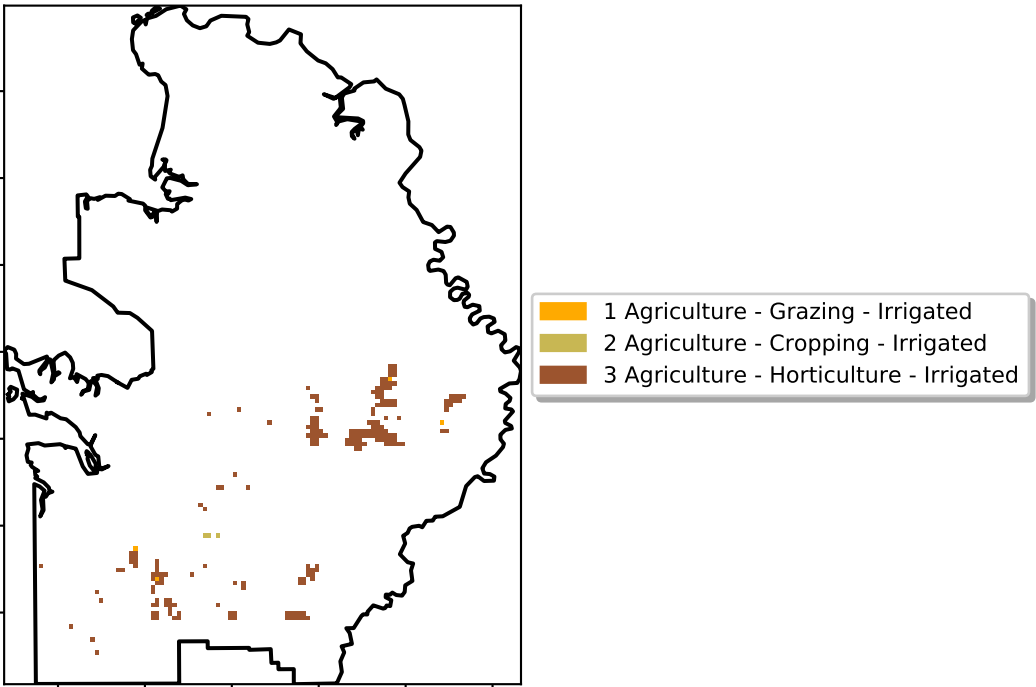 1 Agriculture - Grazing - Irrigated
2 Agriculture - Cropping - Irrigated
3 Agriculture - Horticulture - Irrigated